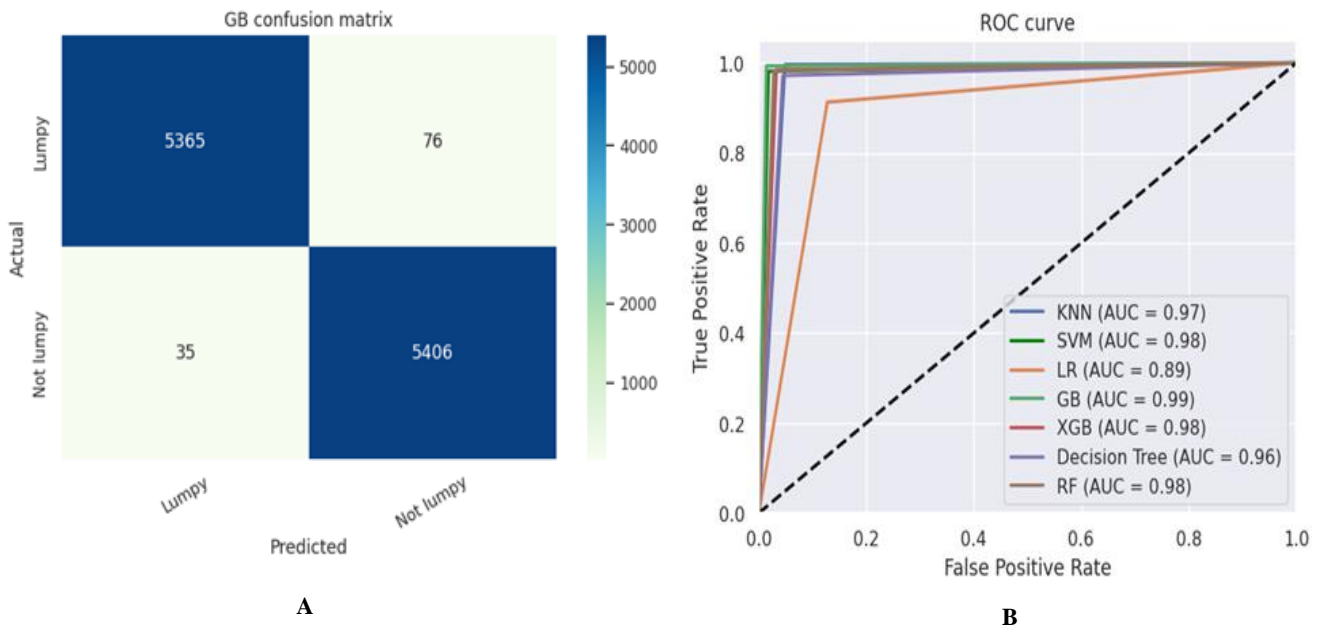 GB confusion matrix
Actual
Lumpy
Not lumpy
5365
76
35
5406
Lumpy
Not lumpy
Predicted
5000
4000
3000
2000
1000
A
ROC curve
True Positive Rate
1.0
0.8
0.6
0.4
0.2
0.0
KNN (AUC = 0.97)
SVM (AUC = 0.98)
LR (AUC = 0.89)
GB (AUC = 0.99)
XGB (AUC = 0.98)
Decision Tree (AUC = 0.96)
RF (AUC = 0.98)
0.0 0.2 0.4 0.6 0.8 1.0
False Positive Rate
B